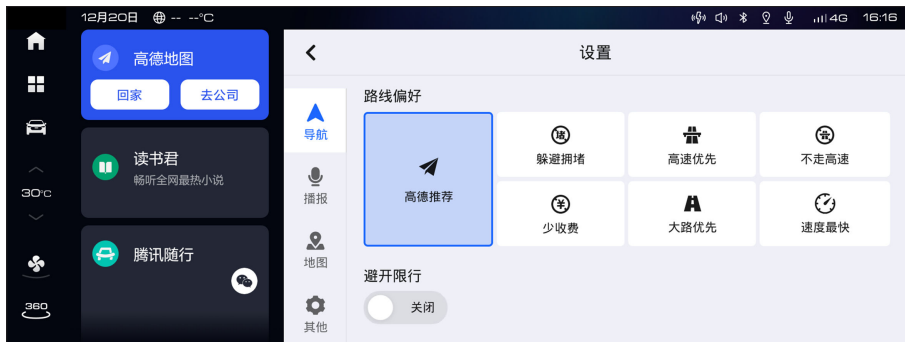 12月20日 -- --°C
4G 16:16
30°C
360
高德地图
回家 去公司
读书君
畅听全网最热小说
腾讯随行
设置
导航
播报
地图
其他
路线偏好
高德推荐
堵
躲避拥堵
高速优先
不走高速
¥
少收费
大路优先
速度最快
避开限行
关闭